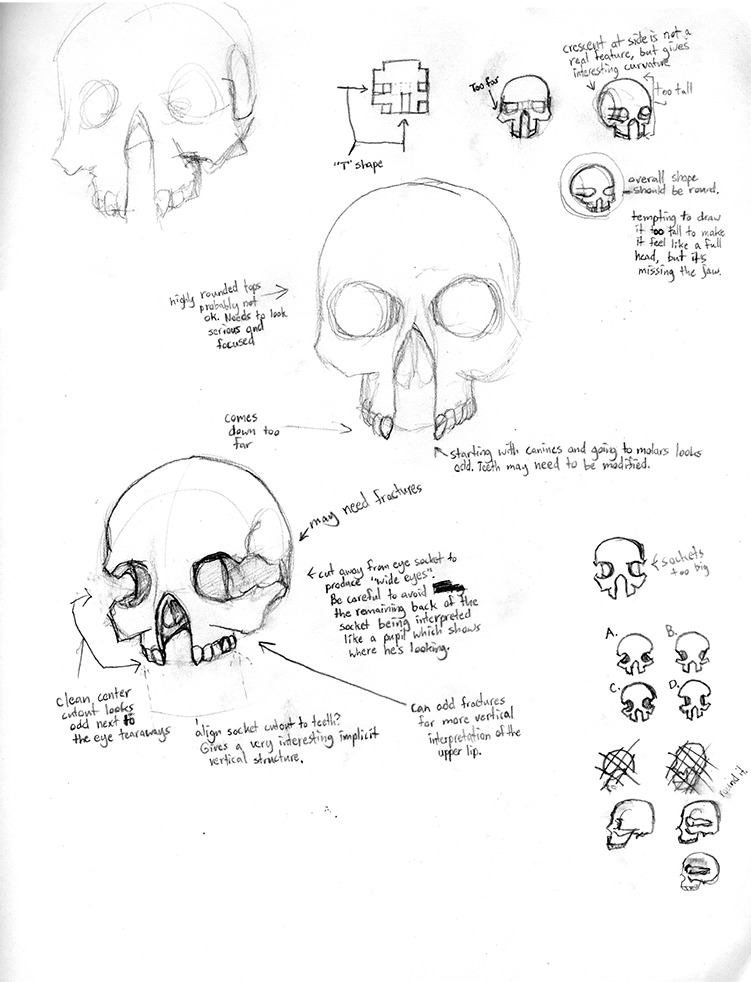 crescent at side is not a
real feature, but gives
interesting curvature
Too far
too tall
"T" shape
overall shape
should be round.
tempting to draw
it too tall to make
it feel like a full
head, but it's
missing the jaw.
highly rounded tops
probably not
ok. Needs to look
serious and
focused
comes
down too
far
starting with canines and going to molars looks
odd. Teeth may need to be modified.
may need fractures
cut away from eye socket to
produce "wide eyes".
Be careful to avoid
the remaining back of the
socket being interpreted
like a pupil which shows
where he's looking.
sockets
too big
A. B.
C. D.
clean center
cutout looks
odd next to
the eye tearaways
align socket cutout to teeth?
Gives a very interesting implicit
vertical structure.
can add fractures
for more vertical
interpretation of the
upper lip.
round it.